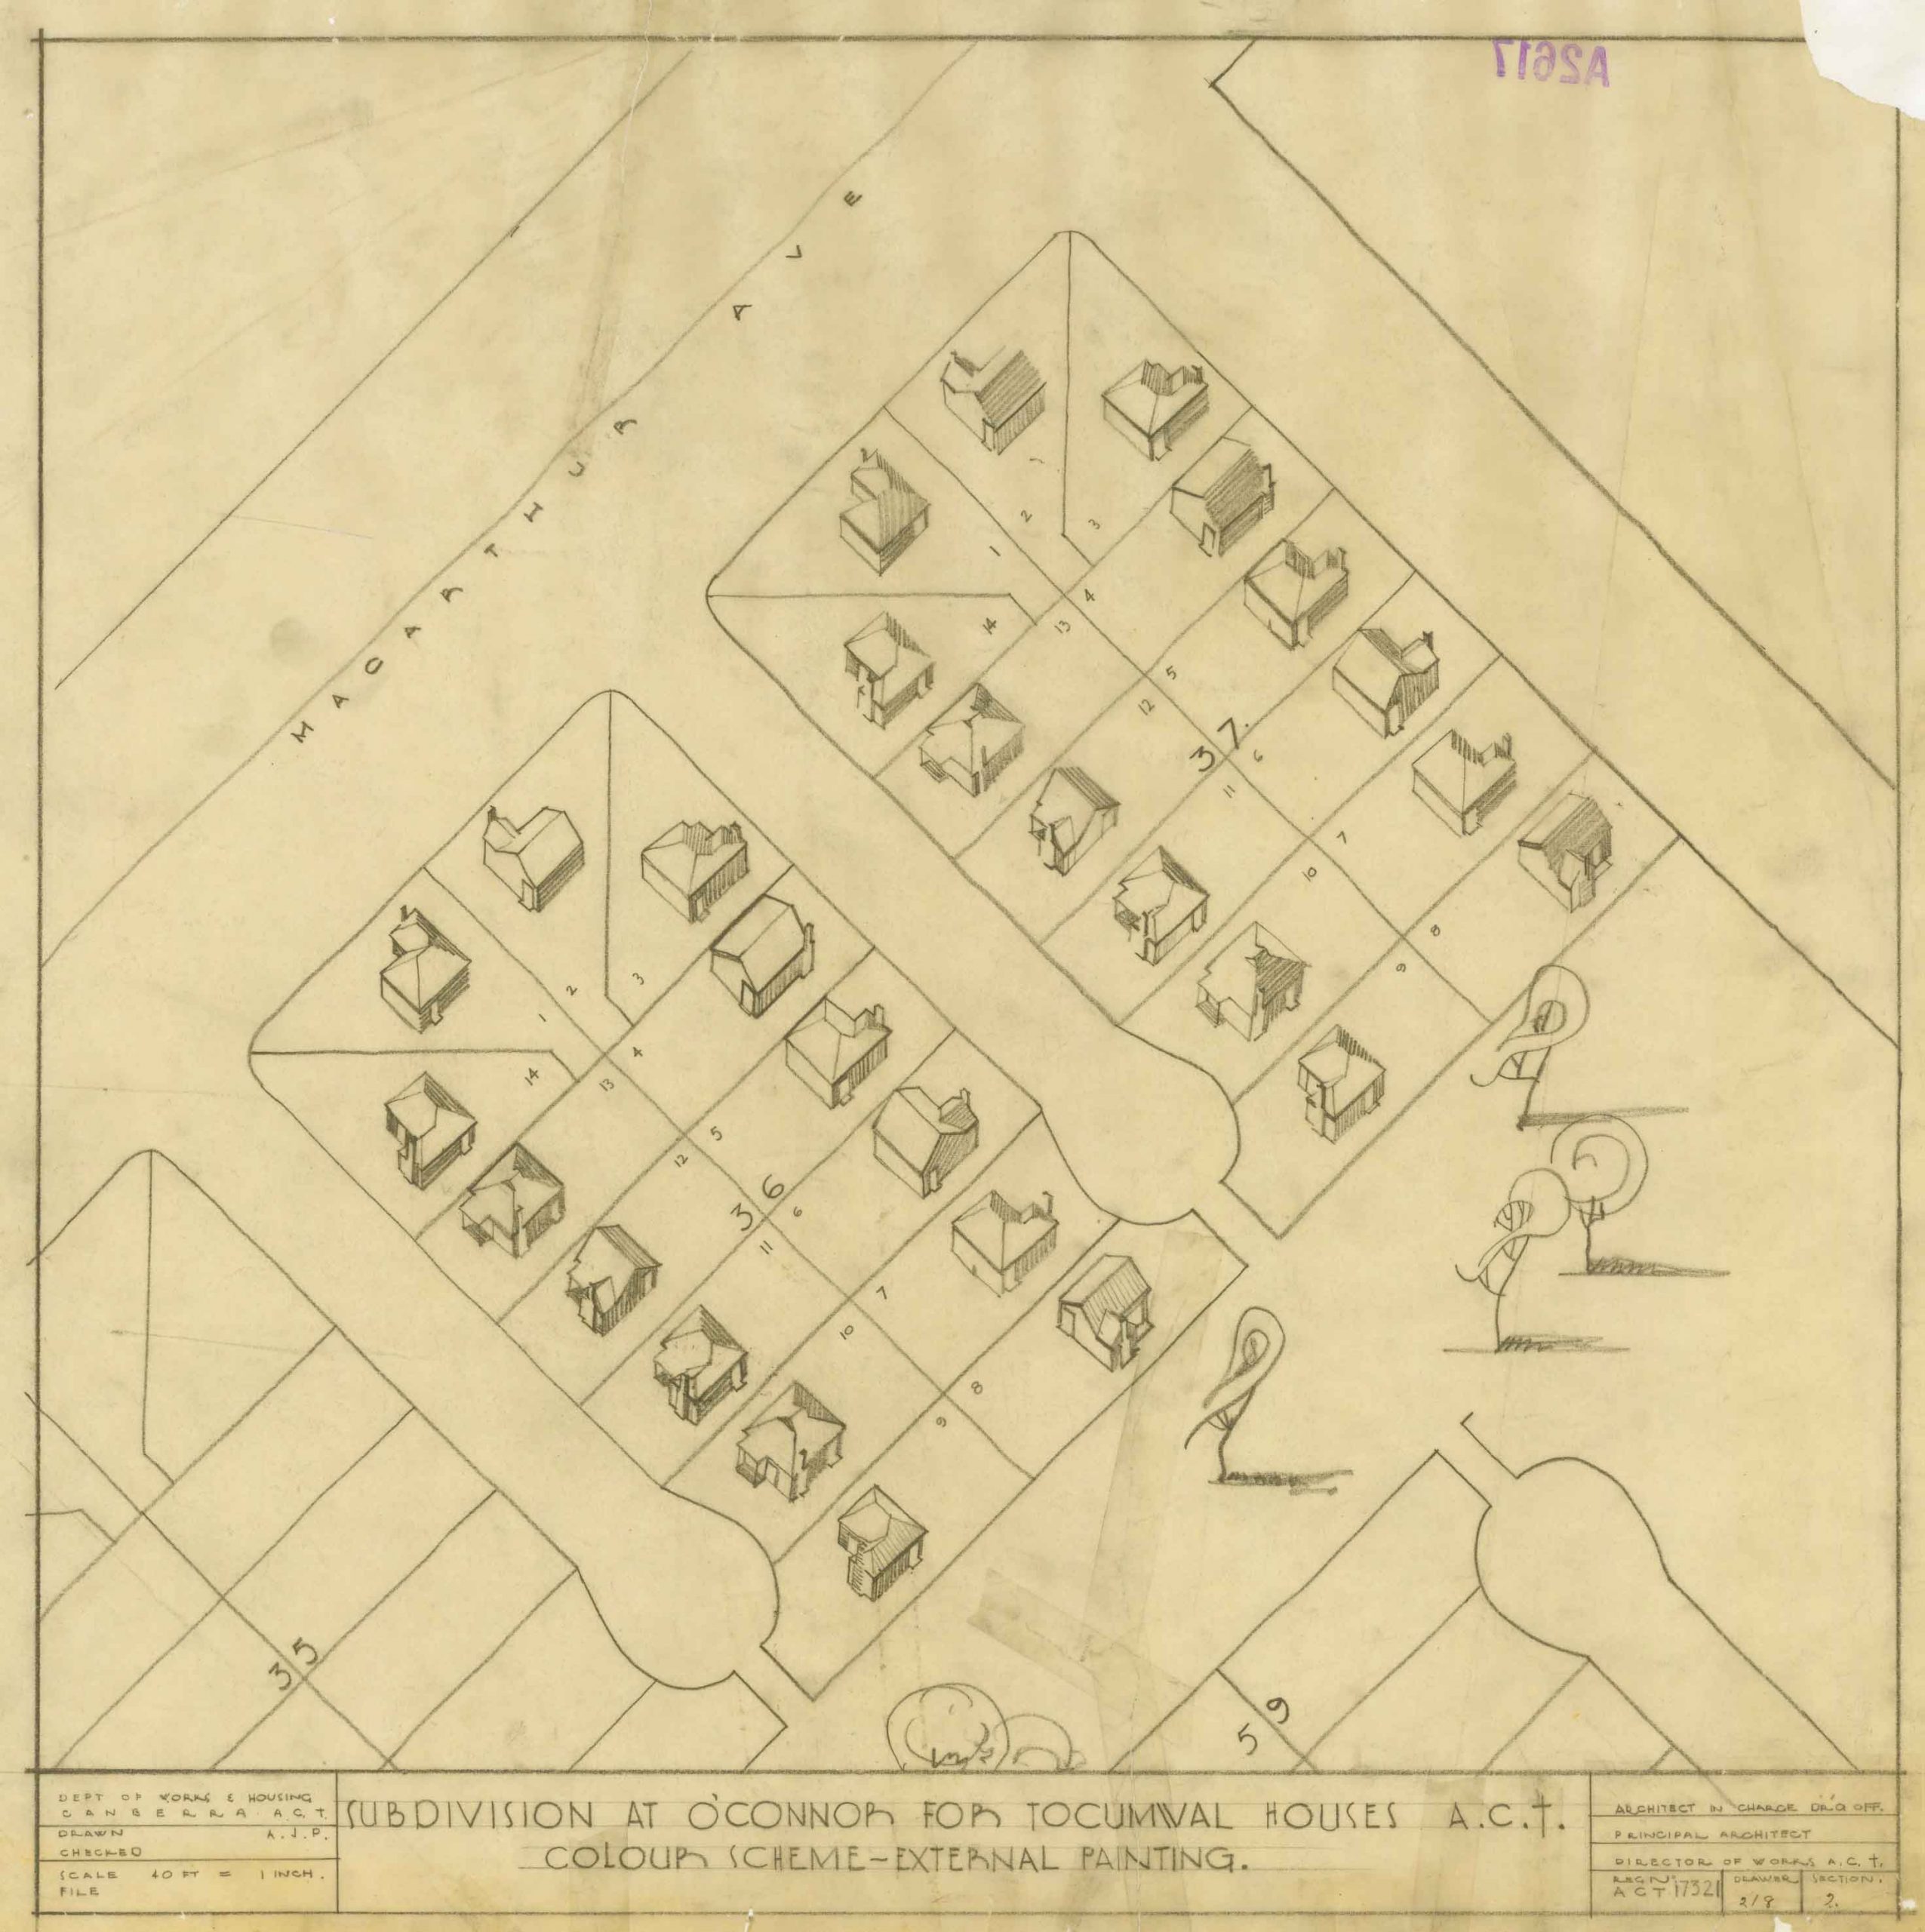 A2617
MACARTHUR AVE
1
2
3
4
5
6
7
8
9
10
11
12
13
14
37.
1
2
3
4
5
6
7
8
9
10
11
12
13
14
36
35
59
DEPT OF WORKS & HOUSING
CANBERRA A.C.T.
DRAWN A.J.P.
CHECKED
SCALE 40 FT = 1 INCH.
FILE
SUBDIVISION AT O'CONNOR FOR TOCUMWAL HOUSES A.C.T.
COLOUR SCHEME-EXTERNAL PAINTING.
ARCHITECT IN CHARGE DR'G OFF.
PRINCIPAL ARCHITECT
DIRECTOR OF WORKS A.C.T.
REGN. DRAWER SECTION.
ACT 17321 2/8 2.